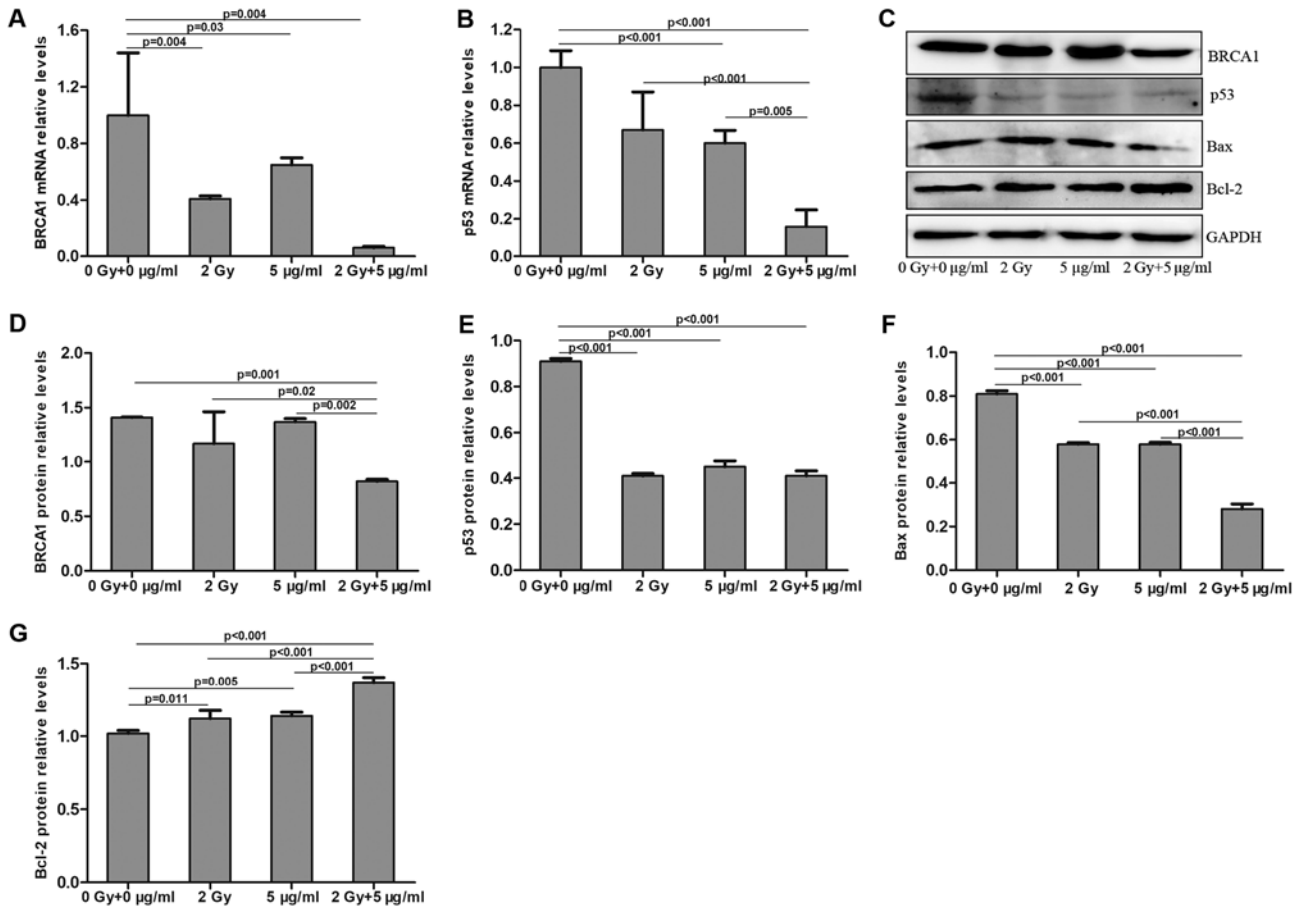 A
BRCA1 mRNA relative levels
1.6
1.2
0.8
0.4
0.0
p=0.004
p=0.03
p=0.004
0 Gy+0 µg/ml 2 Gy 5 µg/ml 2 Gy+5 µg/ml
B
p53 mRNA relative levels
1.2
1.0
0.8
0.6
0.4
0.2
0.0
p<0.001
p<0.001
p<0.001
p=0.005
0 Gy+0 µg/ml 2 Gy 5 µg/ml 2 Gy+5 µg/ml
C
BRCA1
p53
Bax
Bcl-2
GAPDH
0 Gy+0 µg/ml 2 Gy 5 µg/ml 2 Gy+5 µg/ml
D
BRCA1 protein relative levels
2.0
1.5
1.0
0.5
0.0
p=0.001
p=0.02
p=0.002
0 Gy+0 µg/ml 2 Gy 5 µg/ml 2 Gy+5 µg/ml
E
p53 protein relative levels
1.0
0.8
0.6
0.4
0.2
0.0
p<0.001
p<0.001
p<0.001
0 Gy+0 µg/ml 2 Gy 5 µg/ml 2 Gy+5 µg/ml
F
Bax protein relative levels
1.0
0.8
0.6
0.4
0.2
0.0
p<0.001
p<0.001
p<0.001
p<0.001
p<0.001
0 Gy+0 µg/ml 2 Gy 5 µg/ml 2 Gy+5 µg/ml
G
Bcl-2 protein relative levels
1.5
1.0
0.5
0.0
p<0.001
p<0.001
p<0.001
p=0.005
p=0.011
0 Gy+0 µg/ml 2 Gy 5 µg/ml 2 Gy+5 µg/ml